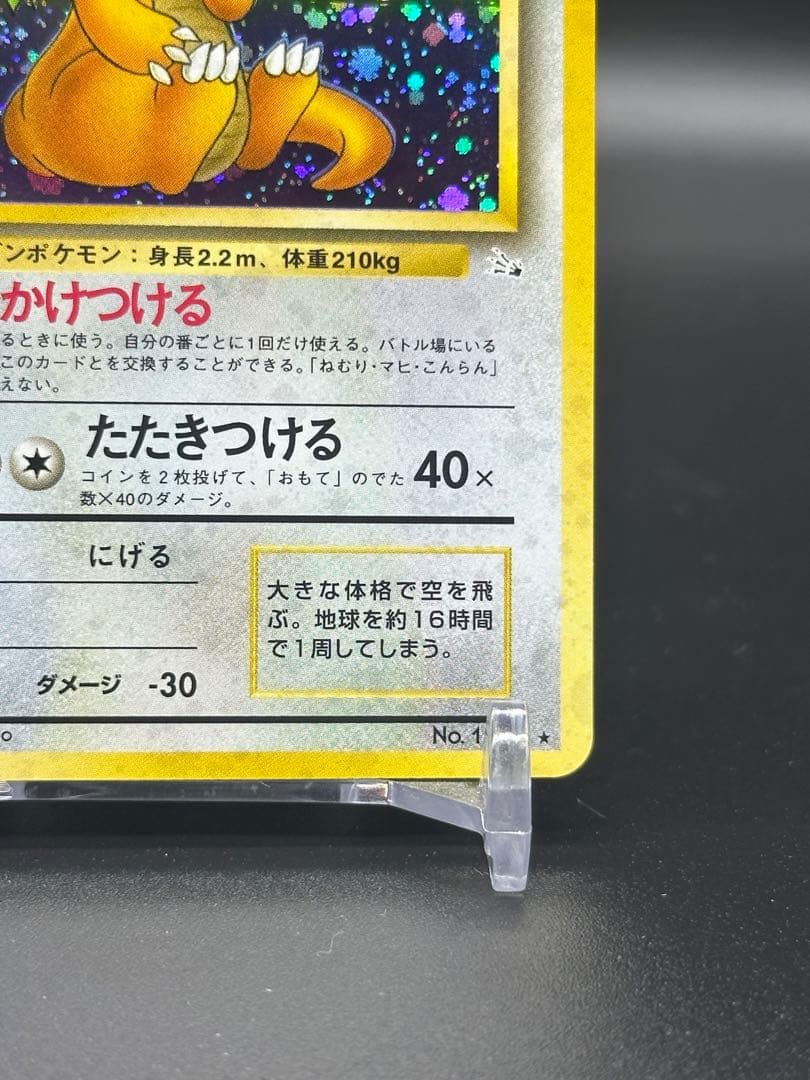 ンポケモン：身長2.2m、体重210kg
かけつける
るときに使う。自分の番ごとに1回だけ使える。バトル場にいる
このカードとを交換することができる。「ねむり・マヒ・こんらん」
えない。
たたきつける
コインを２枚投げて、「おもて」のでた
数×40のダメージ。
40×
にげる
大きな体格で空を飛
ぶ。地球を約16時間
で1周してしまう。
ダメージ -30
No. 1
★